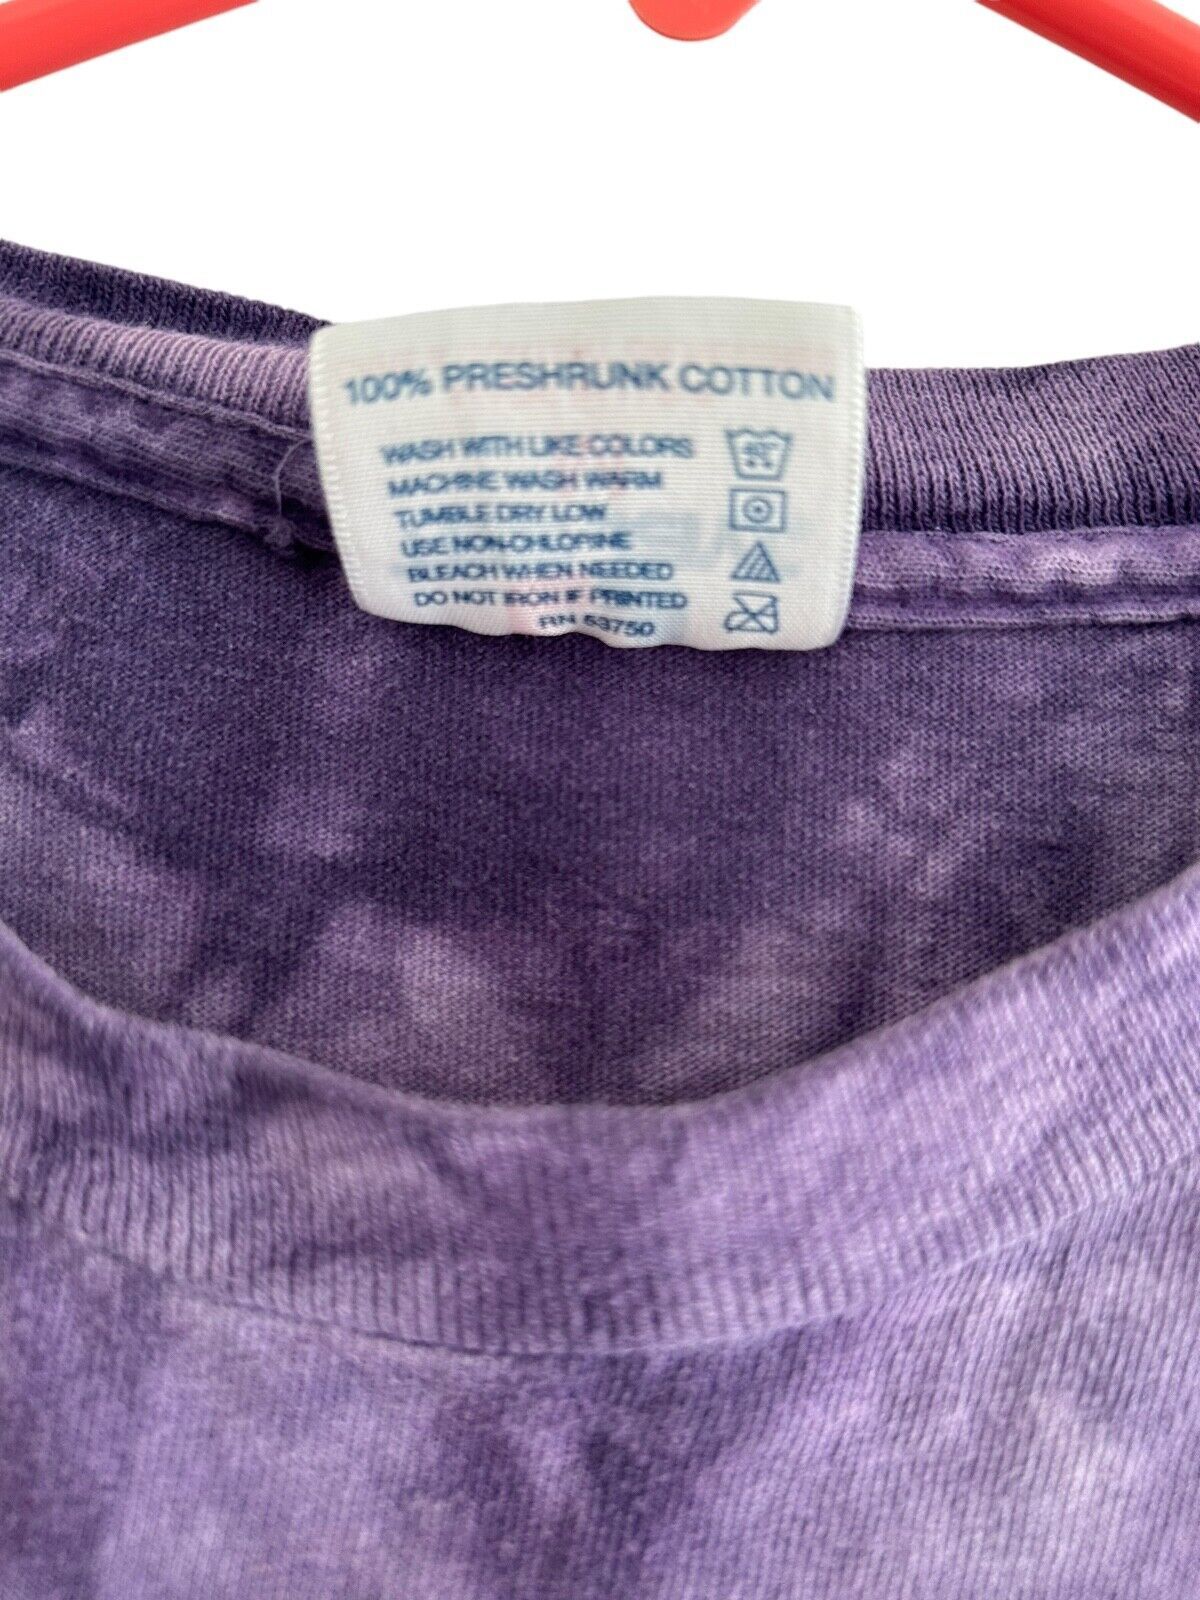 100% PRESHRUNK COTTON
WASH WITH LIKE COLORS
MACHINE WASH WARM
TUMBLE DRY LOW
USE NON-CHLORINE
BLEACH WHEN NEEDED
DO NOT IRON IF PRINTED
RN 53750